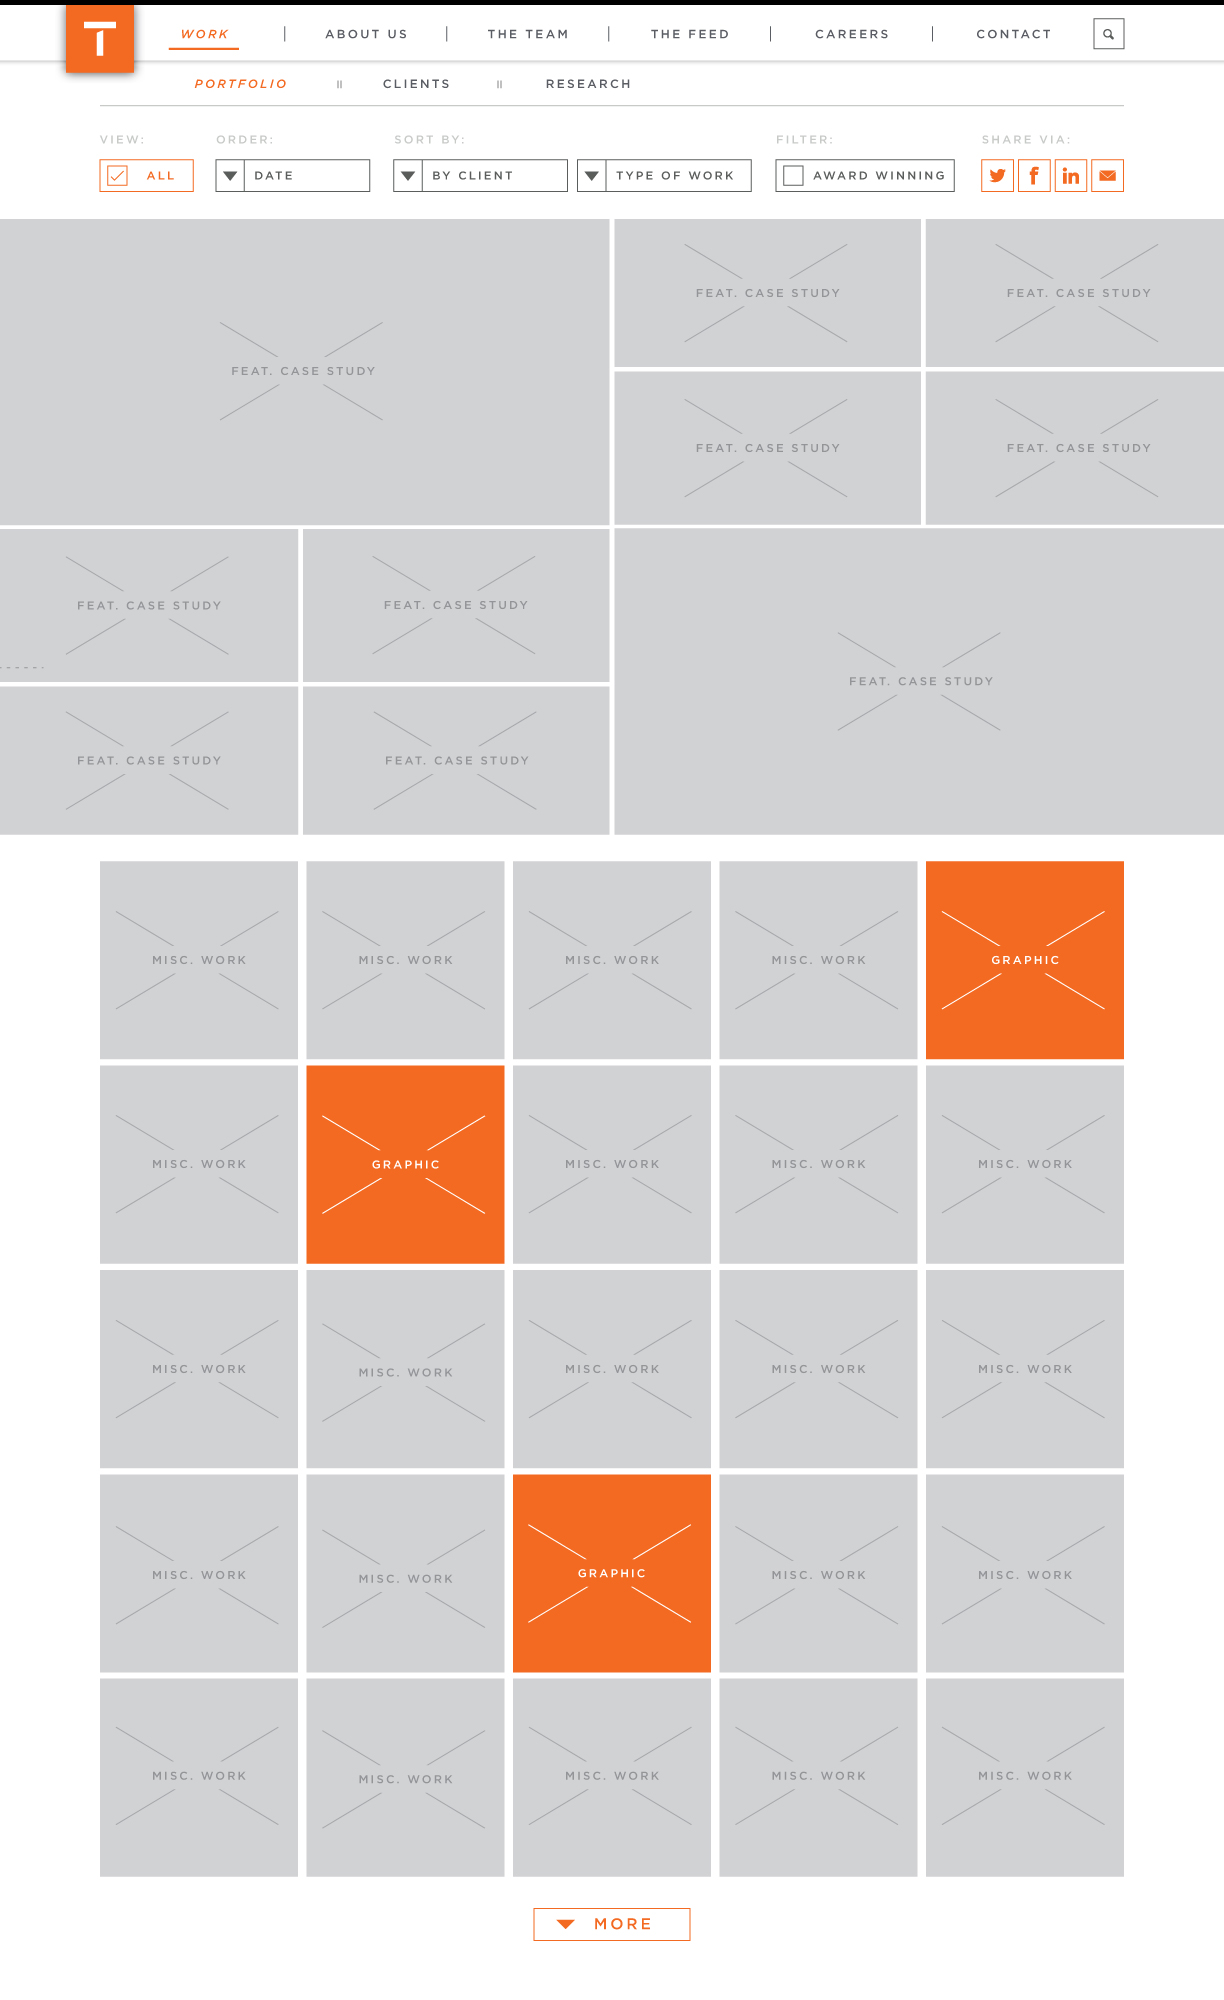 T
WORK | ABOUT US | THE TEAM | THE FEED | CAREERS | CONTACT
PORTFOLIO || CLIENTS || RESEARCH
VIEW: ORDER: SORT BY: FILTER: SHARE VIA:
ALL DATE BY CLIENT TYPE OF WORK AWARD WINNING f in
FEAT. CASE STUDY FEAT. CASE STUDY
FEAT. CASE STUDY
FEAT. CASE STUDY FEAT. CASE STUDY
FEAT. CASE STUDY FEAT. CASE STUDY
FEAT. CASE STUDY
FEAT. CASE STUDY FEAT. CASE STUDY
MISC. WORK MISC. WORK MISC. WORK MISC. WORK GRAPHIC
MISC. WORK GRAPHIC MISC. WORK MISC. WORK MISC. WORK
MISC. WORK MISC. WORK MISC. WORK MISC. WORK MISC. WORK
MISC. WORK MISC. WORK GRAPHIC MISC. WORK MISC. WORK
MISC. WORK MISC. WORK MISC. WORK MISC. WORK MISC. WORK
MORE